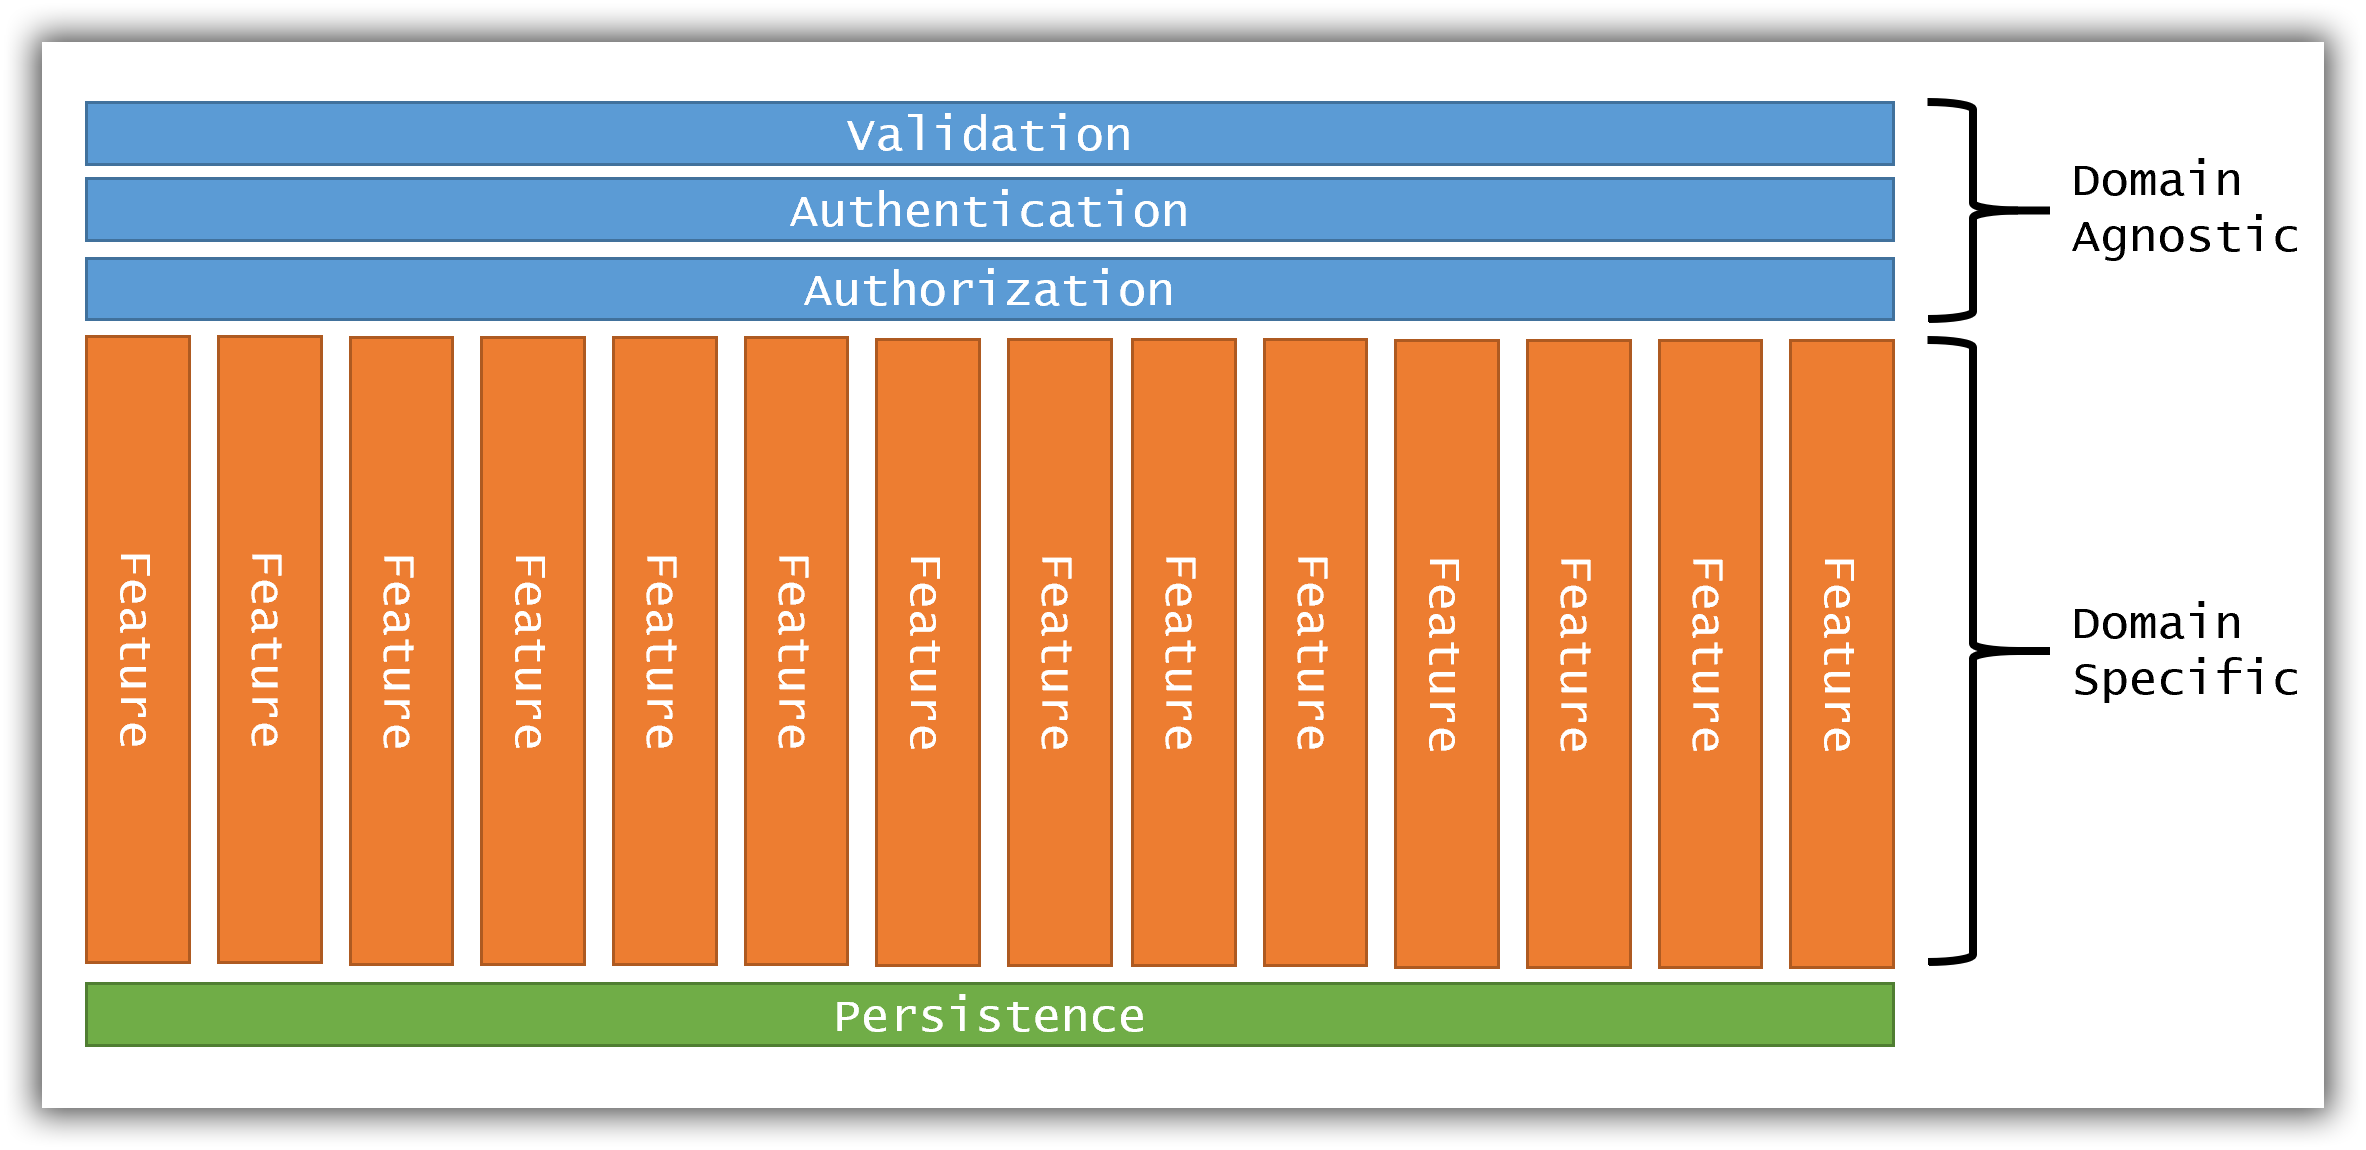 Validation
Authentication
Authorization
Domain
Agnostic
Feature
Feature
Feature
Feature
Feature
Feature
Feature
Feature
Feature
Feature
Feature
Feature
Feature
Feature
Domain
Specific
Persistence